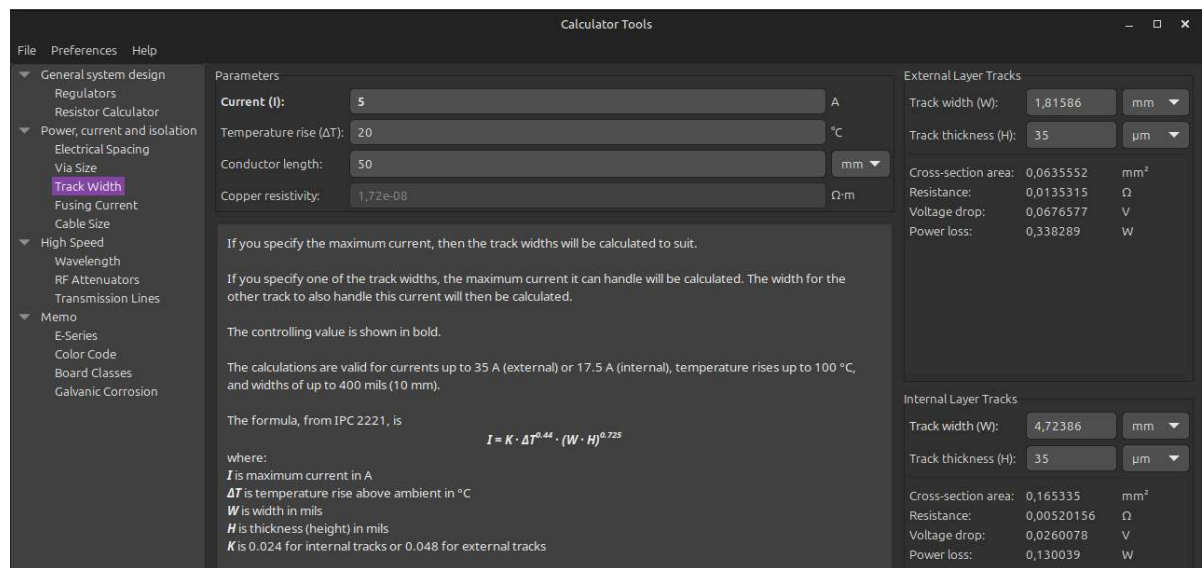 Calculator Tools
File Preferences Help
General system design
Regulators
Resistor Calculator
Power, current and isolation
Electrical Spacing
Via Size
Track Width
Fusing Current
Cable Size
High Speed
Wavelength
RF Attenuators
Transmission Lines
Memo
E-Series
Color Code
Board Classes
Galvanic Corrosion
Parameters
Current (I): 5 A
Temperature rise (ΔT): 20 °C
Conductor length: 50 mm
Copper resistivity: 1,72e-08 Ω·m
If you specify the maximum current, then the track widths will be calculated to suit.
If you specify one of the track widths, the maximum current it can handle will be calculated. The width for the
other track to also handle this current will then be calculated.
The controlling value is shown in bold.
The calculations are valid for currents up to 35 A (external) or 17.5 A (internal), temperature rises up to 100 °C,
and widths of up to 400 mils (10 mm).
The formula, from IPC 2221, is
I = K · ΔT^0.44 · (W · H)^0.725
where:
I is maximum current in A
ΔT is temperature rise above ambient in °C
W is width in mils
H is thickness (height) in mils
K is 0.024 for internal tracks or 0.048 for external tracks
External Layer Tracks
Track width (W): 1,81586 mm
Track thickness (H): 35 µm
Cross-section area: 0,0635552 mm²
Resistance: 0,0135315 Ω
Voltage drop: 0,0676577 V
Power loss: 0,338289 W
Internal Layer Tracks
Track width (W): 4,72386 mm
Track thickness (H): 35 µm
Cross-section area: 0,165335 mm²
Resistance: 0,00520156 Ω
Voltage drop: 0,0260078 V
Power loss: 0,130039 W